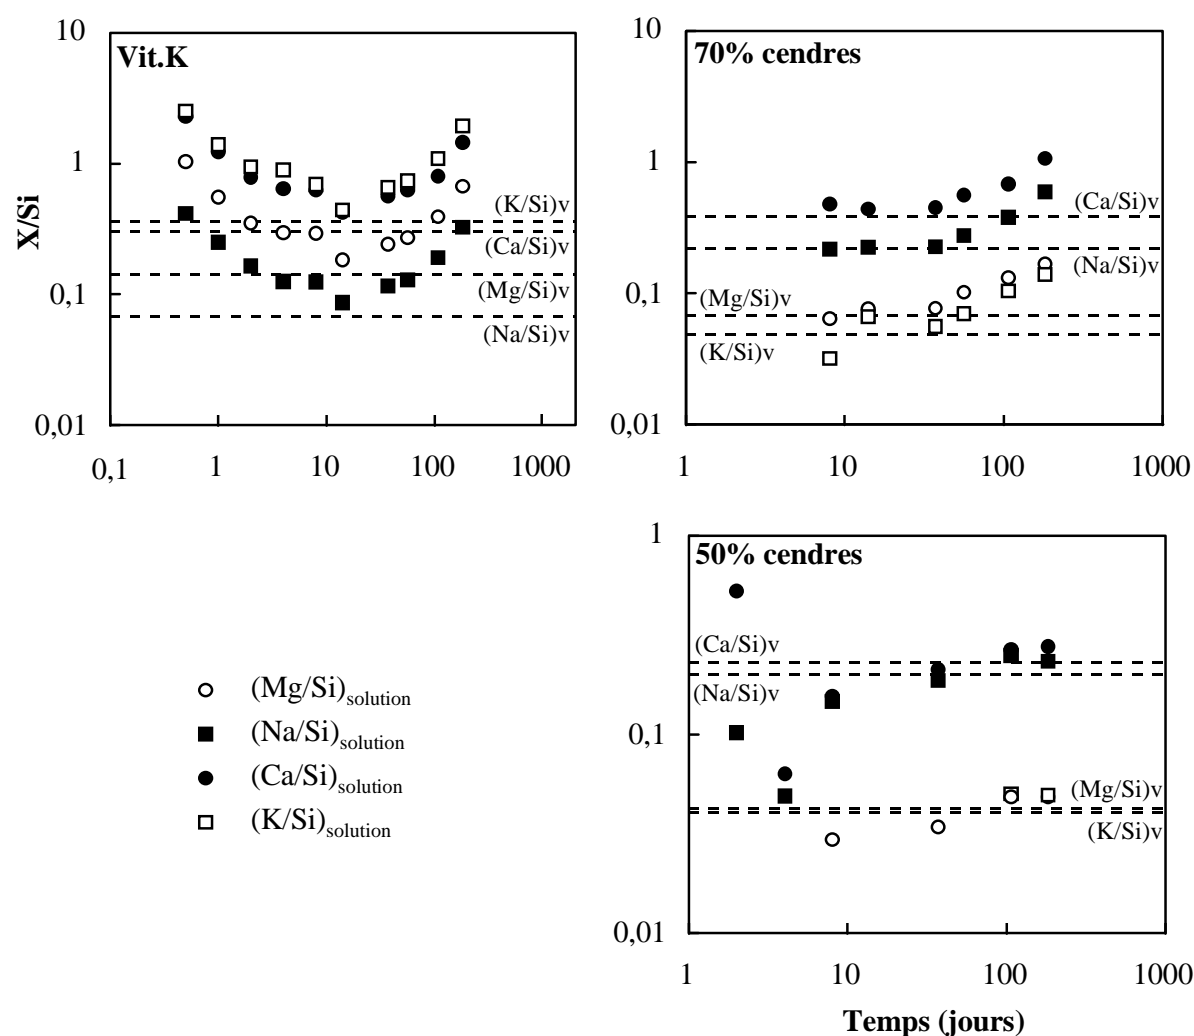 Vit.K
10
1
0,1
0,01
X/Si
(K/Si)v
(Ca/Si)v
(Mg/Si)v
(Na/Si)v
0,1
1
10
100
1000
70% cendres
10
1
0,1
0,01
(Ca/Si)v
(Na/Si)v
(Mg/Si)v
(K/Si)v
1
10
100
1000
50% cendres
1
0,1
0,01
(Ca/Si)v
(Na/Si)v
(Mg/Si)v
(K/Si)v
1
10
100
1000
Temps (jours)
(Mg/Si)solution
(Na/Si)solution
(Ca/Si)solution
(K/Si)solution